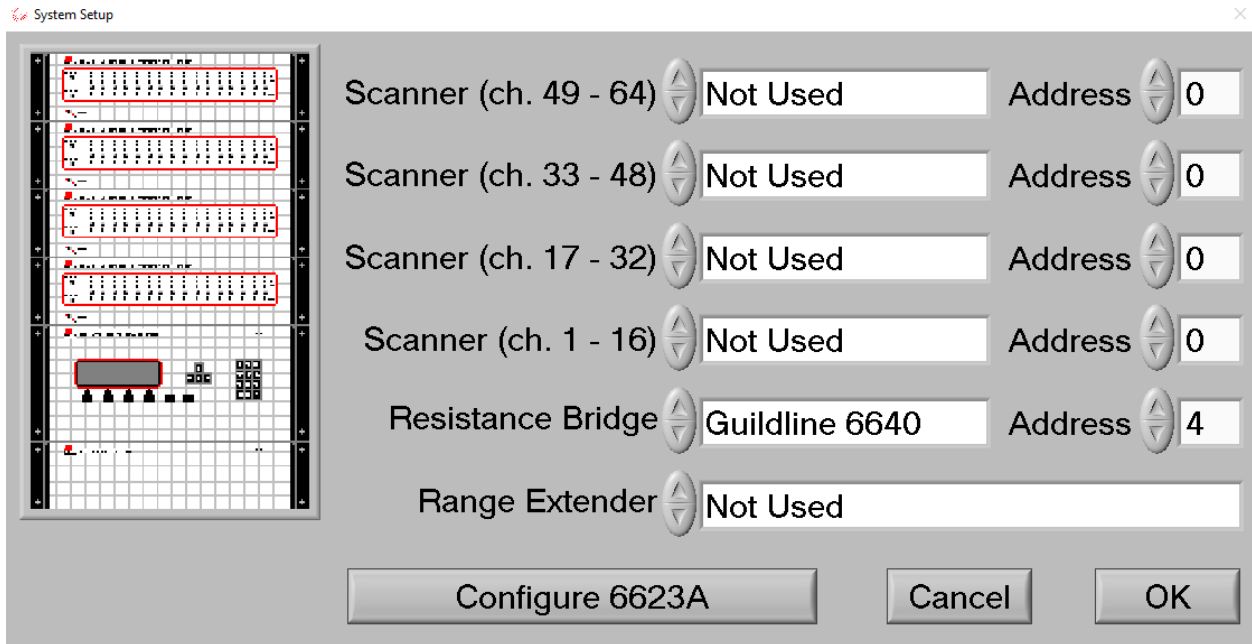 System Setup
Scanner (ch. 49 - 64) Not Used Address 0
Scanner (ch. 33 - 48) Not Used Address 0
Scanner (ch. 17 - 32) Not Used Address 0
Scanner (ch. 1 - 16) Not Used Address 0
Resistance Bridge Guildline 6640 Address 4
Range Extender Not Used
Configure 6623A Cancel OK